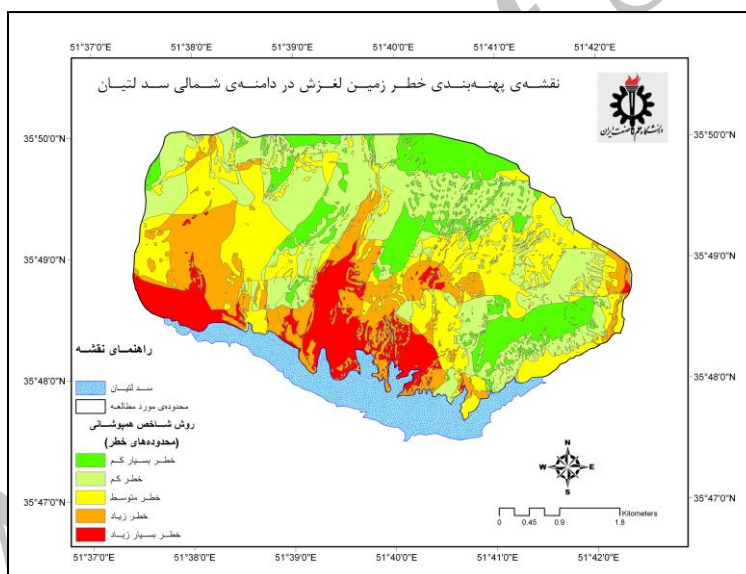 51°37'0"E 51°38'0"E 51°39'0"E 51°40'0"E 51°41'0"E 51°42'0"E
نقشه‌ی پهنه‌بندی خطر زمین لغزش در دامنه‌ی شمالی سد لتیان
دانشگاه علم و صنعت ایران
35°50'0"N 35°50'0"N
35°49'0"N 35°49'0"N
35°48'0"N 35°48'0"N
35°47'0"N 35°47'0"N
راهنمای نقشه
سد لتیان
محدوده‌ی مورد مطالعه
روش شاخص همپوشانی
(محدوده‌های خطر)
خطر بسیار کم
خطر کم
خطر متوسط
خطر زیاد
خطر بسیار زیاد
N
W E
S
Kilometers
0 0.45 0.9 1.8
51°37'0"E 51°38'0"E 51°39'0"E 51°40'0"E 51°41'0"E 51°42'0"E